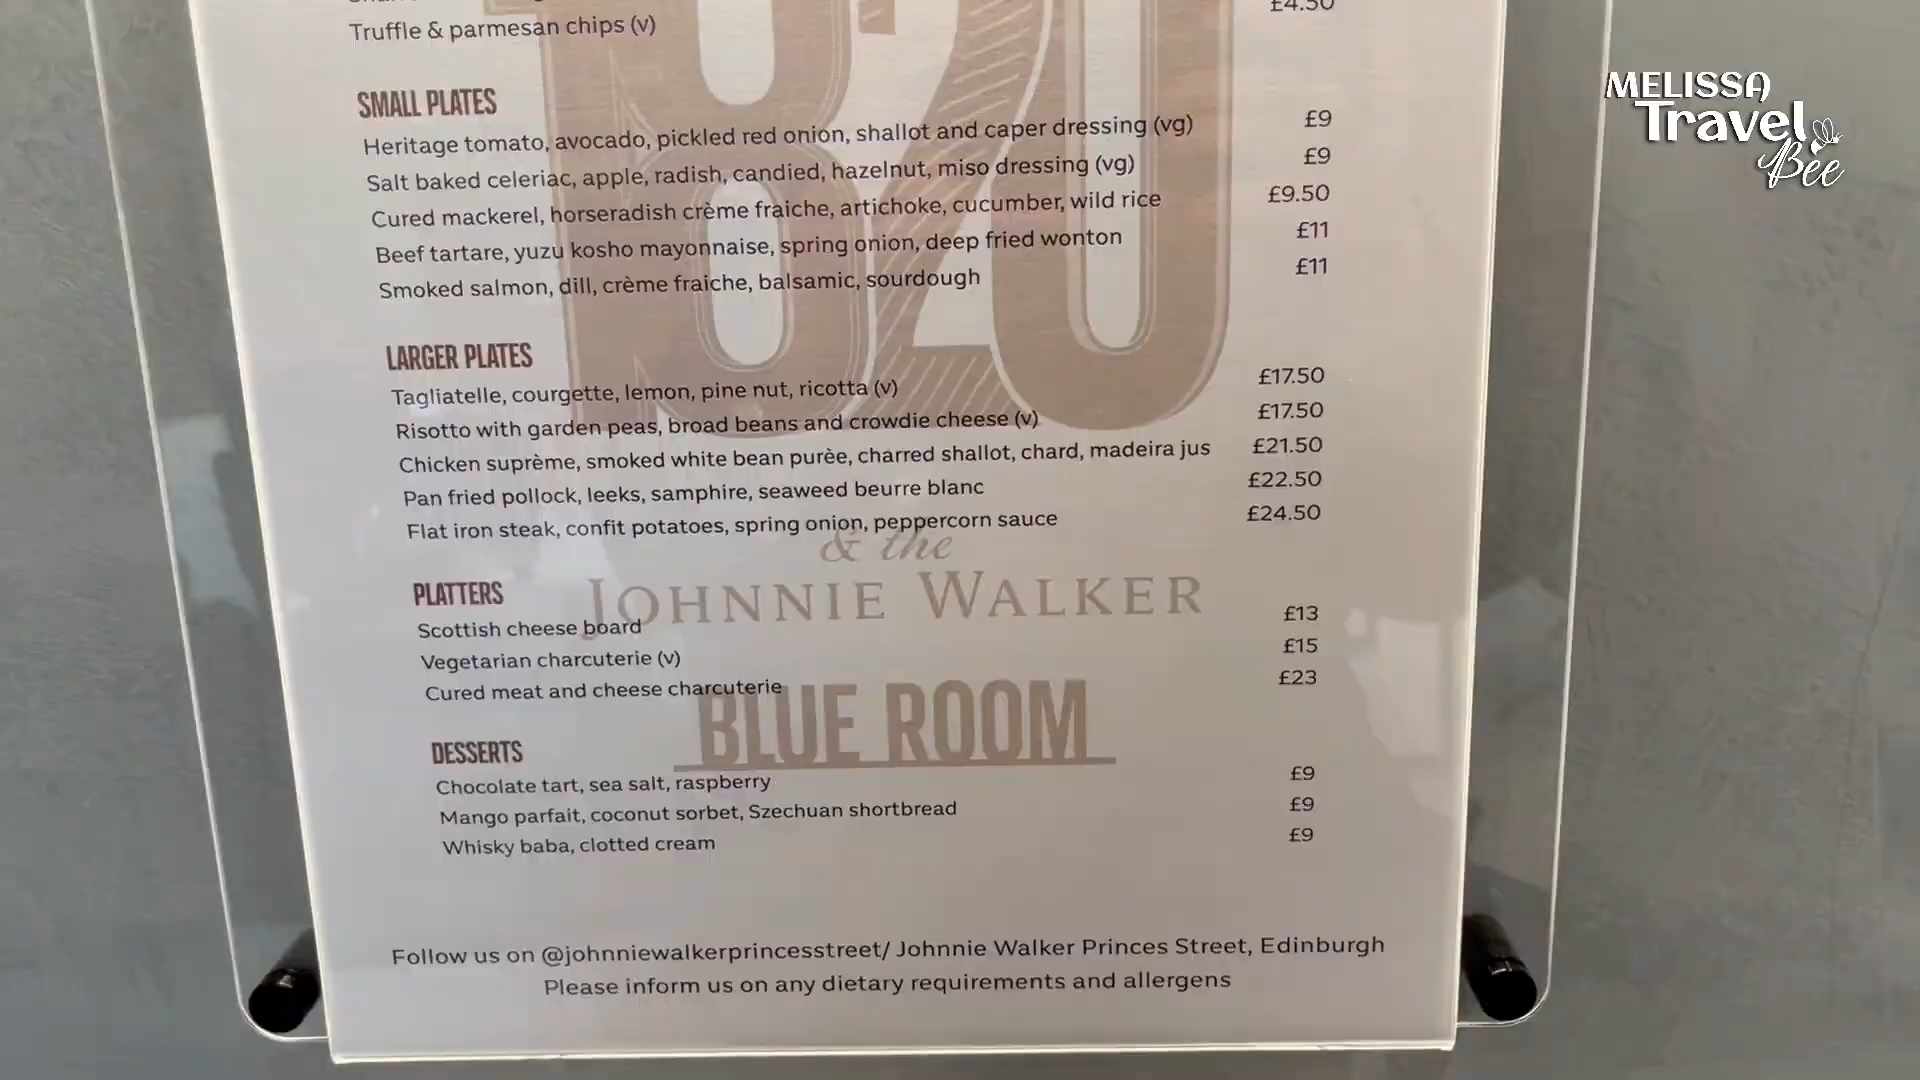 £4.50
Truffle & parmesan chips (v)
SMALL PLATES
Heritage tomato, avocado, pickled red onion, shallot and caper dressing (vg) £9
Salt baked celeriac, apple, radish, candied, hazelnut, miso dressing (vg) £9
Cured mackerel, horseradish crème fraiche, artichoke, cucumber, wild rice £9.50
Beef tartare, yuzu kosho mayonnaise, spring onion, deep fried wonton £11
Smoked salmon, dill, crème fraiche, balsamic, sourdough £11
LARGER PLATES
Tagliatelle, courgette, lemon, pine nut, ricotta (v) £17.50
Risotto with garden peas, broad beans and crowdie cheese (v) £17.50
Chicken suprème, smoked white bean purèe, charred shallot, chard, madeira jus £21.50
Pan fried pollock, leeks, samphire, seaweed beurre blanc £22.50
Flat iron steak, confit potatoes, spring onion, peppercorn sauce £24.50
PLATTERS
Scottish cheese board £13
Vegetarian charcuterie (v) £15
Cured meat and cheese charcuterie £23
DESSERTS
Chocolate tart, sea salt, raspberry £9
Mango parfait, coconut sorbet, Szechuan shortbread £9
Whisky baba, clotted cream £9
Follow us on @johnniewalkerprincesstreet/ Johnnie Walker Princes Street, Edinburgh
Please inform us on any dietary requirements and allergens
1820
& the
JOHNNIE WALKER
BLUE ROOM
MELISSA
Travel
Bee